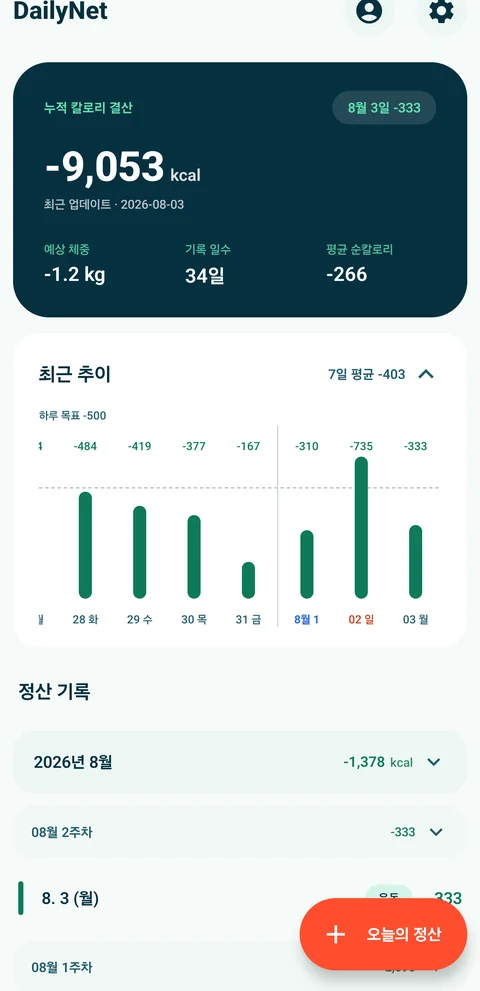 DailyNet
누적 칼로리 결산
8월 3일 -333
-9,053 kcal
최근 업데이트 · 2026-08-03
예상 체중 기록 일수 평균 순칼로리
-1.2 kg 34일 -266
최근 추이
7일 평균 -403
하루 목표 -500
-484 -419 -377 -167 -310 -735 -333
28 화 29 수 30 목 31 금 8월 1 02 일 03 월
정산 기록
2026년 8월
-1,378 kcal
08월 2주차
-333
8. 3 (월)
333
오늘의 정산
08월 1주차